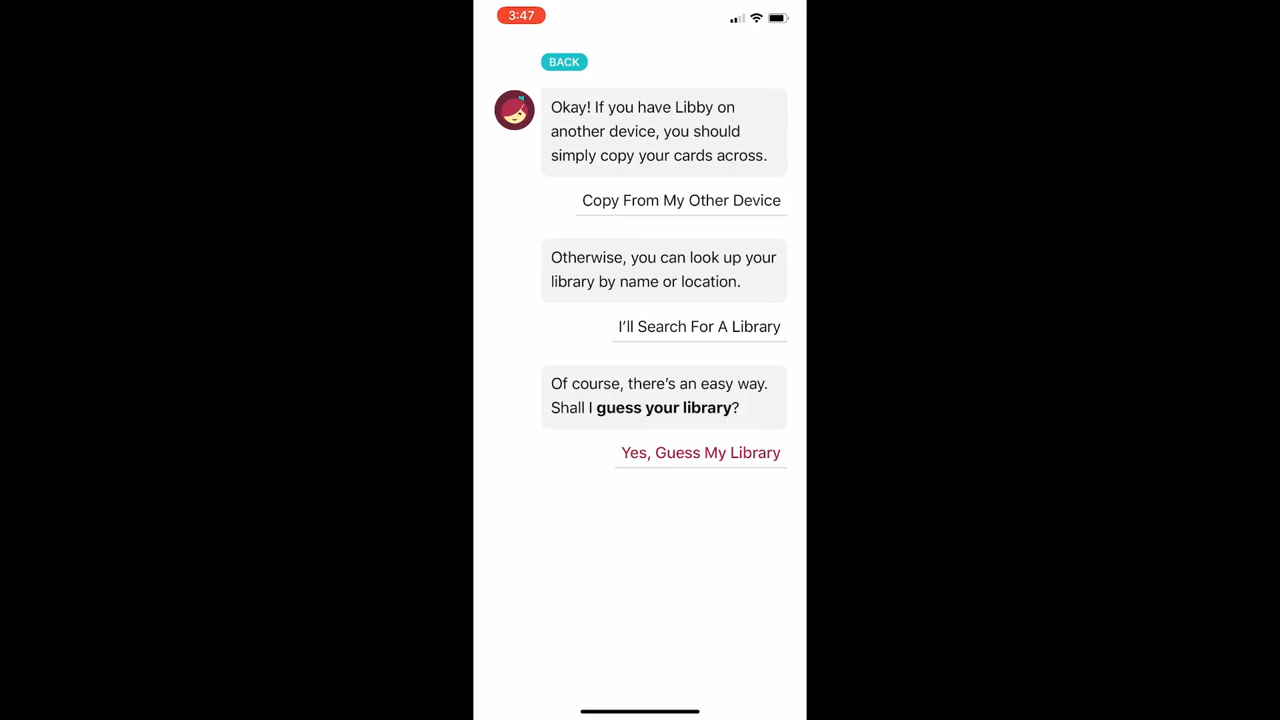 3:47
BACK
Okay! If you have Libby on
another device, you should
simply copy your cards across.
Copy From My Other Device
Otherwise, you can look up your
library by name or location.
I’ll Search For A Library
Of course, there’s an easy way.
Shall I guess your library?
Yes, Guess My Library